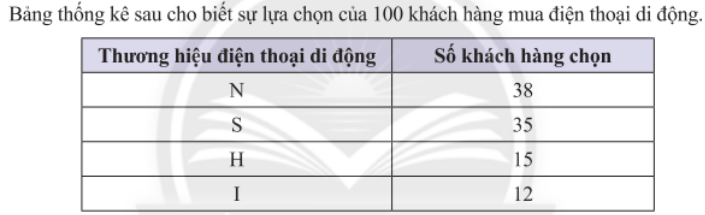 Bảng thống kê sau cho biết sự lựa chọn của 100 khách hàng mua điện thoại di động.
Thương hiệu điện thoại di động Số khách hàng chọn
N 38
S 35
H 15
I 12